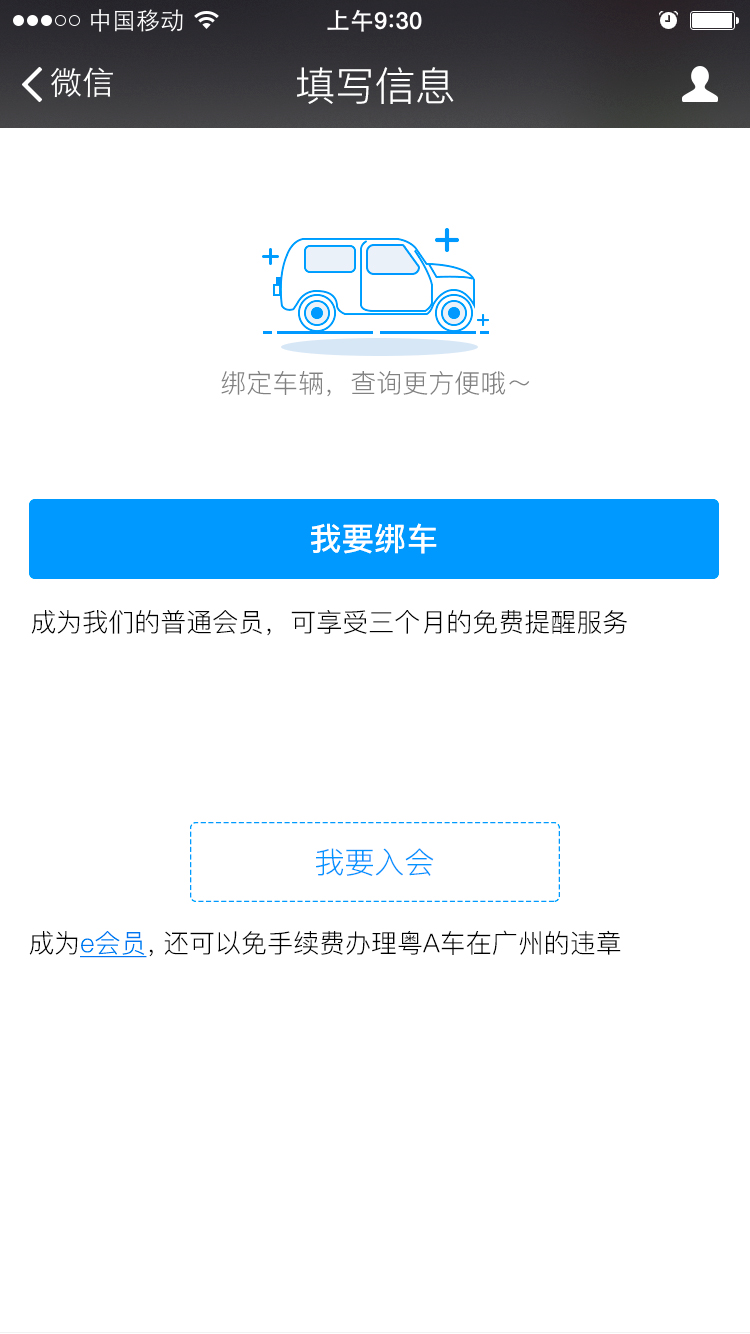 中国移动
上午9:30
微信
填写信息
绑定车辆，查询更方便哦～
我要绑车
成为我们的普通会员，可享受三个月的免费提醒服务
我要入会
成为e会员, 还可以免手续费办理粤A车在广州的违章